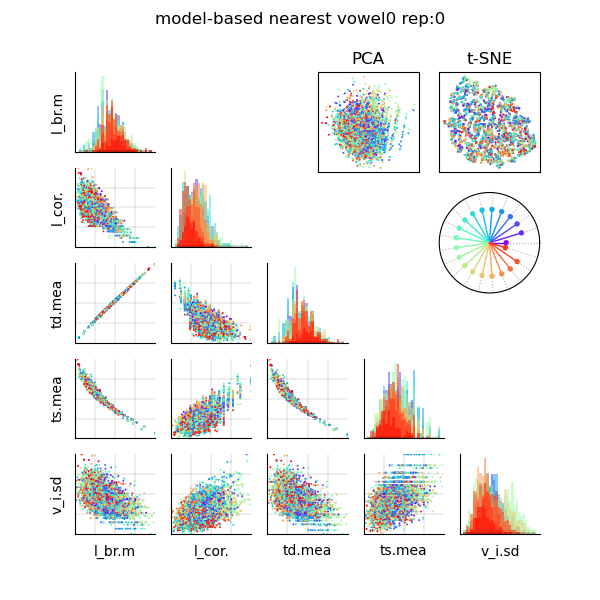 model-based nearest vowel0 rep:0
PCA
t-SNE
l_br.m
l_cor.
td.mea
ts.mea
v_i.sd
l_br.m
l_cor.
td.mea
ts.mea
v_i.sd